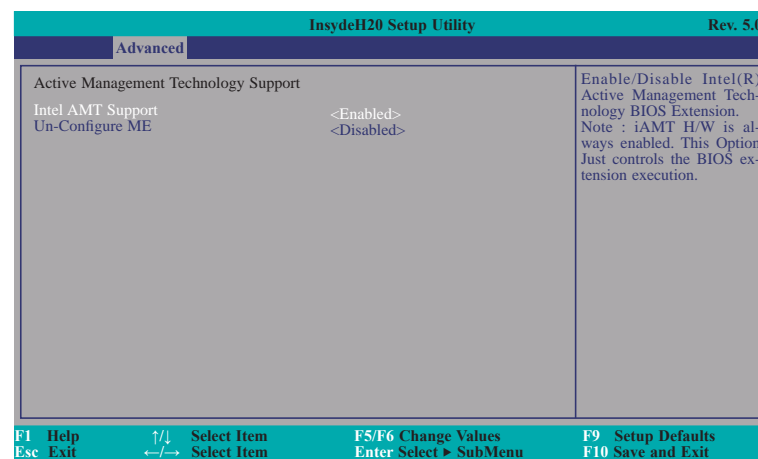 InsydeH20 Setup Utility Rev. 5.0
Advanced
Active Management Technology Support
Intel AMT Support <Enabled>
Un-Configure ME <Disabled>
Enable/Disable Intel(R)
Active Management Tech-
nology BIOS Extension.
Note : iAMT H/W is al-
ways enabled. This Option
Just controls the BIOS ex-
tension execution.
F1 Help ↑/↓ Select Item F5/F6 Change Values F9 Setup Defaults
Esc Exit ←/→ Select Item Enter Select ▶ SubMenu F10 Save and Exit